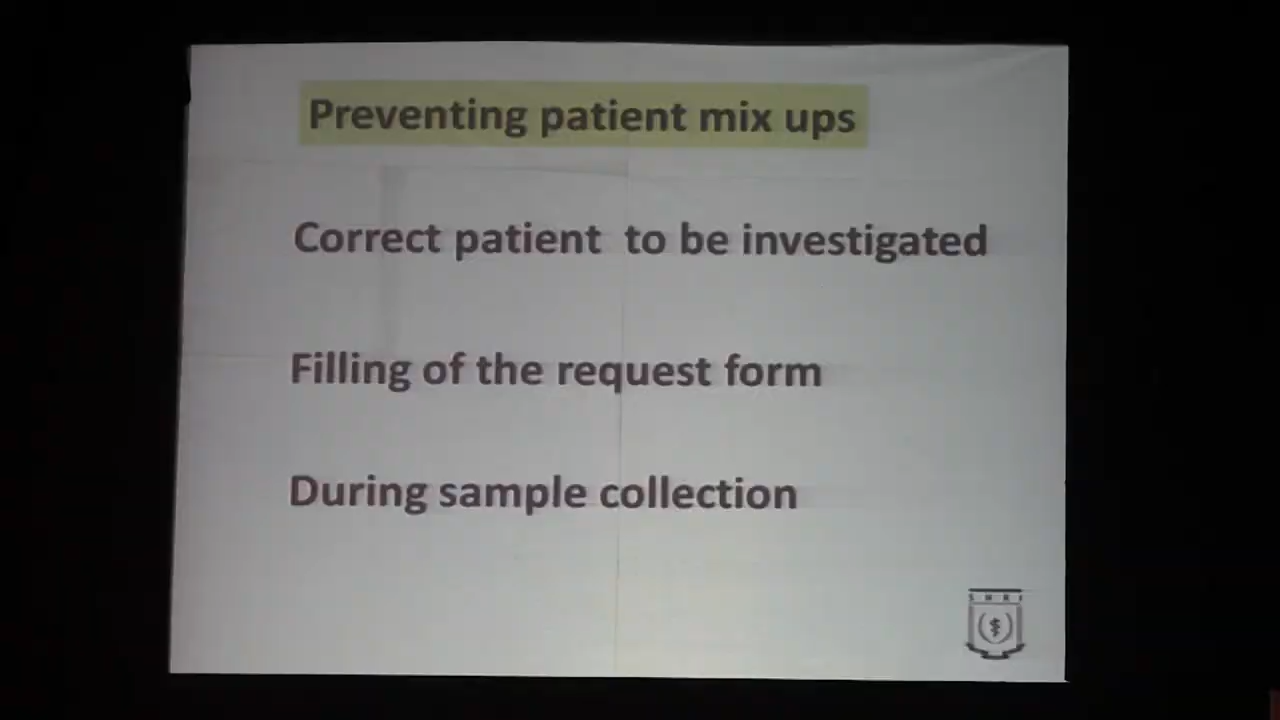 Preventing patient mix ups
Correct patient to be investigated
Filling of the request form
During sample collection